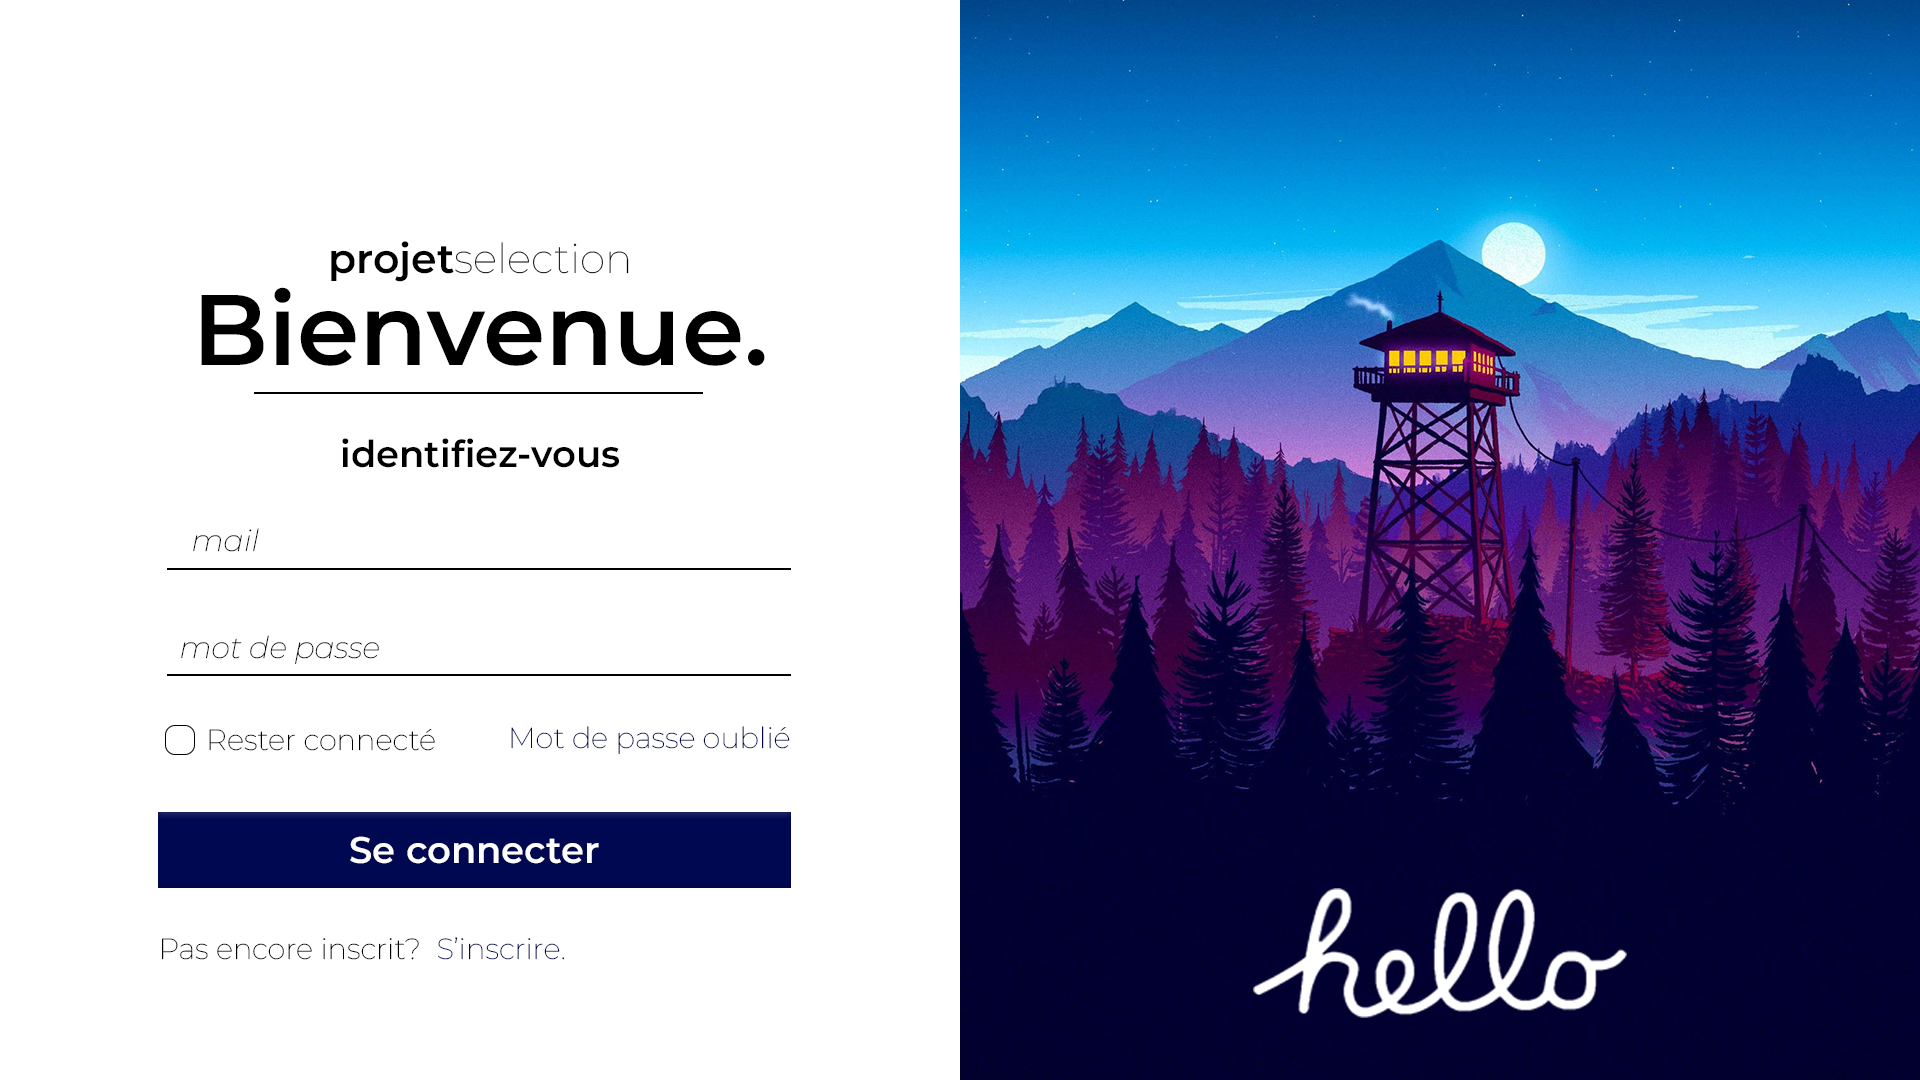 projetselection
Bienvenue.
identifiez-vous
mail
mot de passe
Rester connecté
Mot de passe oublié
Se connecter
Pas encore inscrit? S'inscrire.
hello